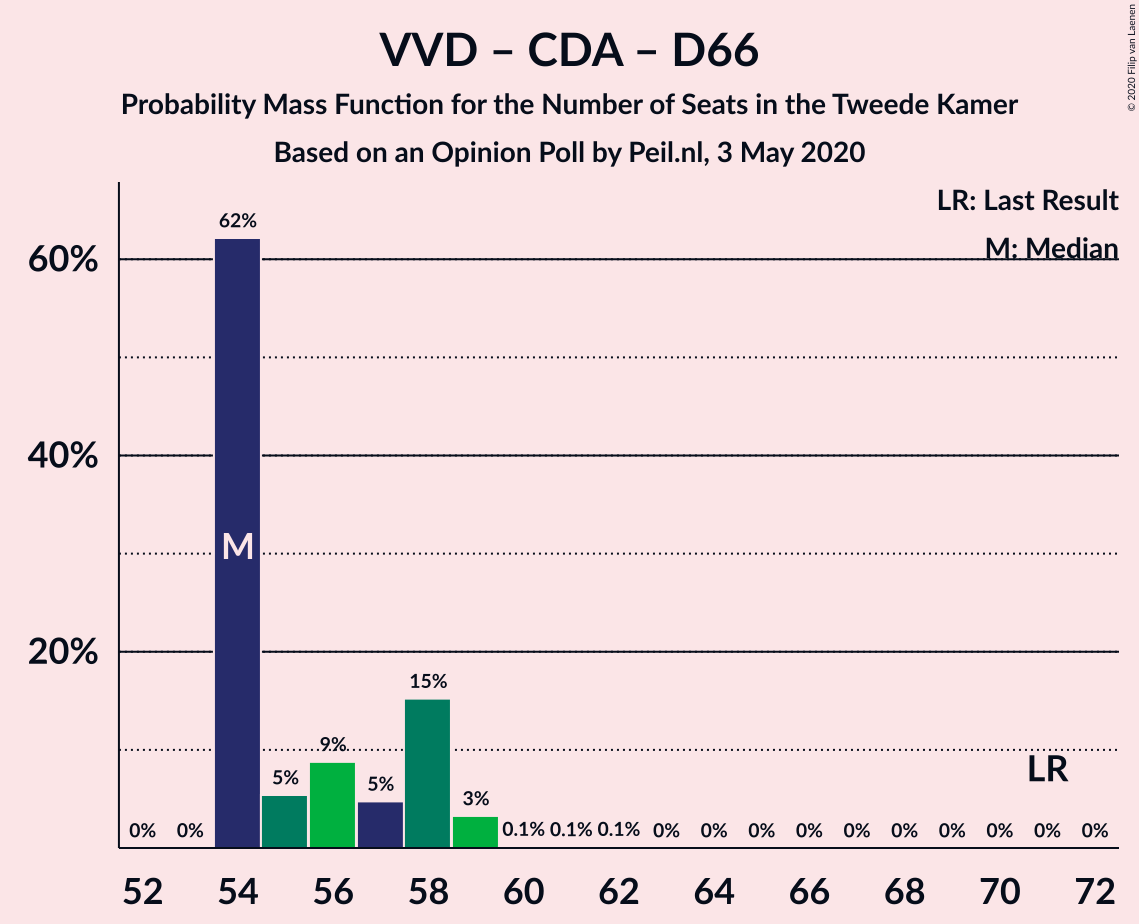 VVD – CDA – D66
Probability Mass Function for the Number of Seats in the Tweede Kamer
Based on an Opinion Poll by Peil.nl, 3 May 2020
© 2020 Filip van Laenen
LR: Last Result
M: Median
60%
40%
20%
0% 0% 62% 5% 9% 5% 15% 3% 0.1% 0.1% 0.1% 0% 0% 0% 0% 0% 0% 0% 0% 0% 0%
M
LR
52 54 56 58 60 62 64 66 68 70 72